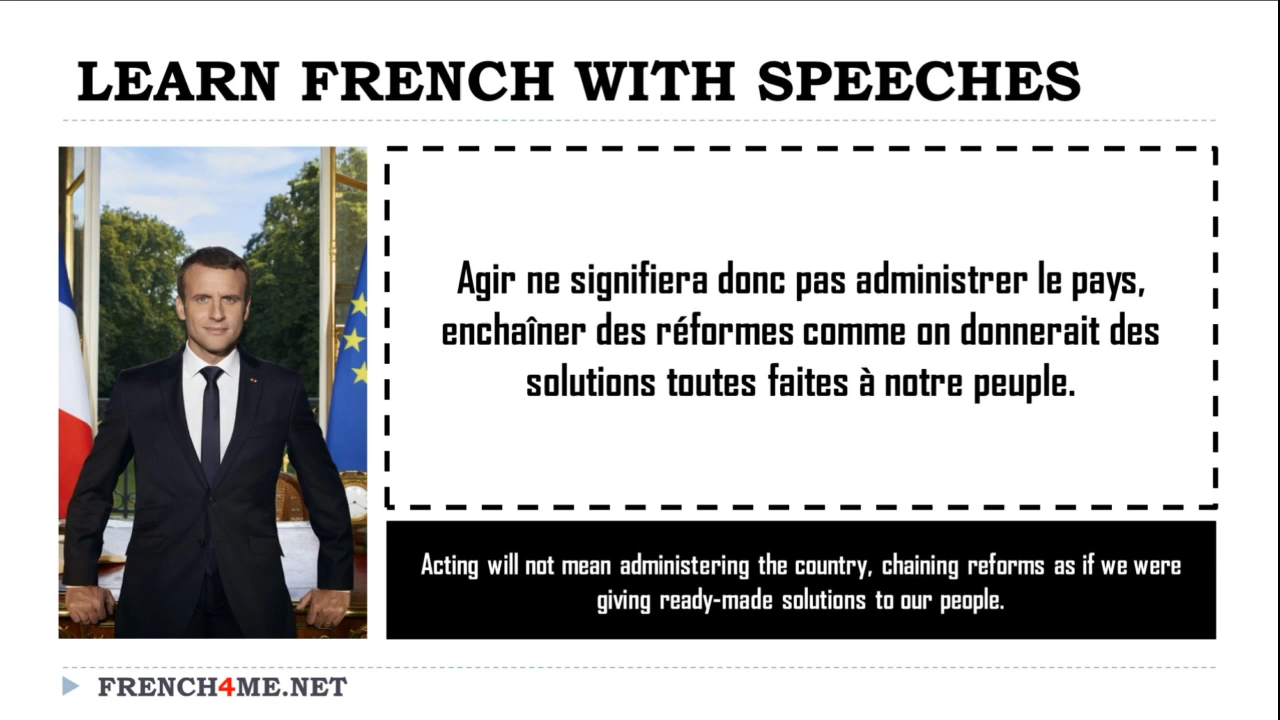 LEARN FRENCH WITH SPEECHES
Agir ne signifiera donc pas administrer le pays,
enchaîner des réformes comme on donnerait des
solutions toutes faites à notre peuple.
Acting will not mean administering the country, chaining reforms as if we were
giving ready-made solutions to our people.
FRENCH4ME.NET